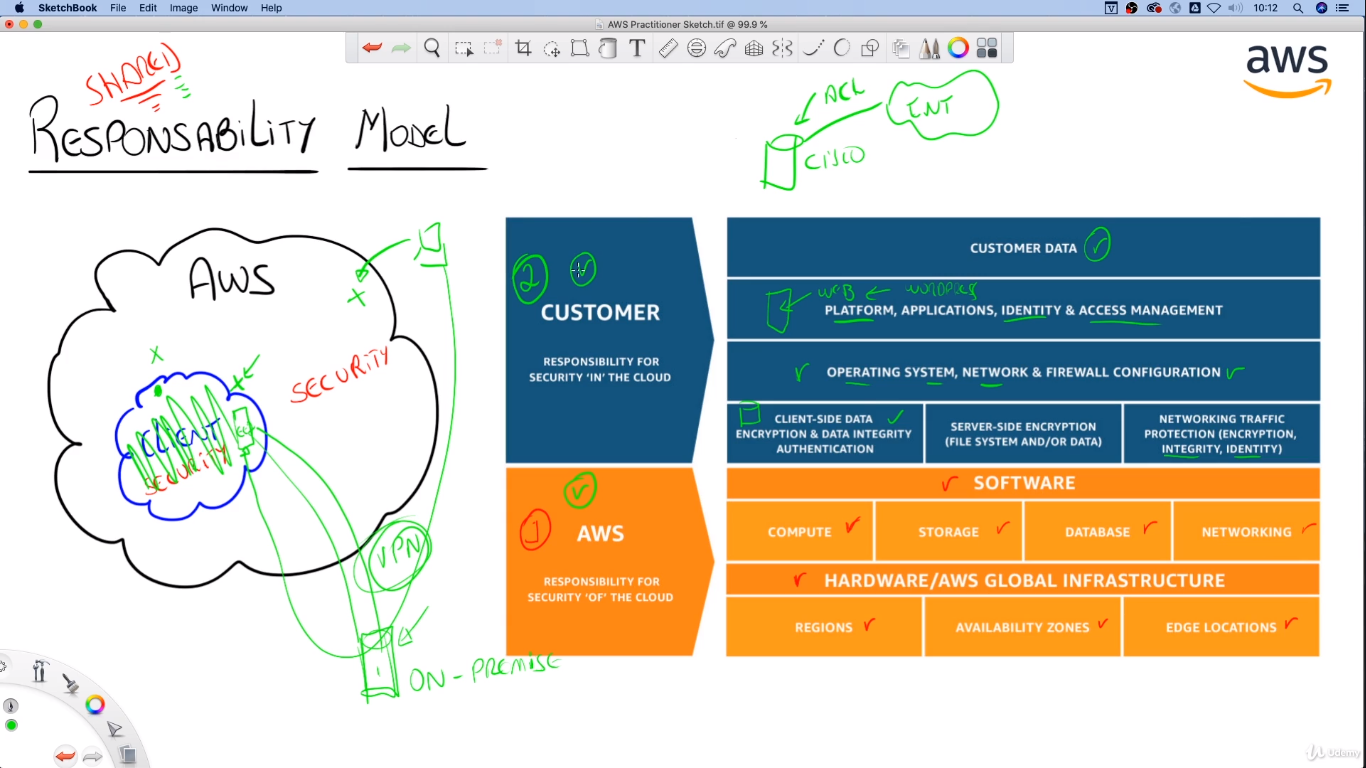 SketchBook File Edit Image Window Help
10:12
AWS Practitioner Sketch.tif @ 99.9 %
SHARED
RESPONSABILITY MODEL
aws
ACL
INT
CISCO
AWS
SECURITY
CLIENT
SECURITY
VPN
ON-PREMISE
2
CUSTOMER
RESPONSIBILITY FOR
SECURITY 'IN' THE CLOUD
CUSTOMER DATA
WEB ← WORDPRESS
PLATFORM, APPLICATIONS, IDENTITY & ACCESS MANAGEMENT
OPERATING SYSTEM, NETWORK & FIREWALL CONFIGURATION
CLIENT-SIDE DATA
ENCRYPTION & DATA INTEGRITY
AUTHENTICATION
SERVER-SIDE ENCRYPTION
(FILE SYSTEM AND/OR DATA)
NETWORKING TRAFFIC
PROTECTION (ENCRYPTION,
INTEGRITY, IDENTITY)
1
AWS
RESPONSIBILITY FOR
SECURITY 'OF' THE CLOUD
SOFTWARE
COMPUTE
STORAGE
DATABASE
NETWORKING
HARDWARE/AWS GLOBAL INFRASTRUCTURE
REGIONS
AVAILABILITY ZONES
EDGE LOCATIONS
Udemy